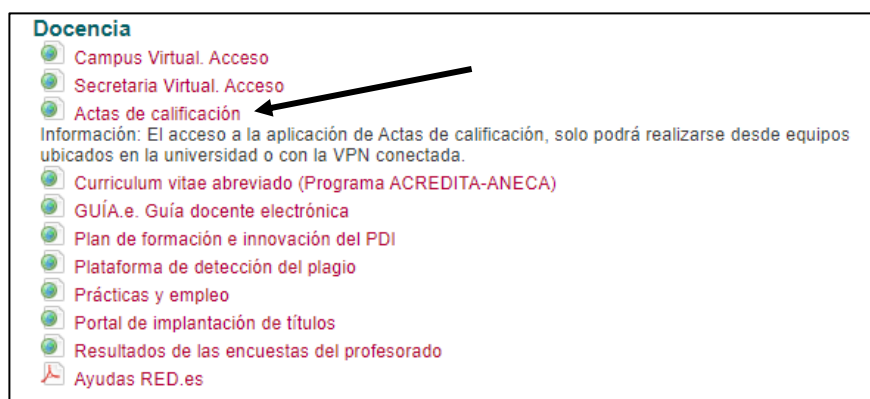 Docencia
Campus Virtual. Acceso
Secretaria Virtual. Acceso
Actas de calificación
Información: El acceso a la aplicación de Actas de calificación, solo podrá realizarse desde equipos
ubicados en la universidad o con la VPN conectada.
Curriculum vitae abreviado (Programa ACREDITA-ANECA)
GUÍA.e. Guía docente electrónica
Plan de formación e innovación del PDI
Plataforma de detección del plagio
Prácticas y empleo
Portal de implantación de títulos
Resultados de las encuestas del profesorado
Ayudas RED.es